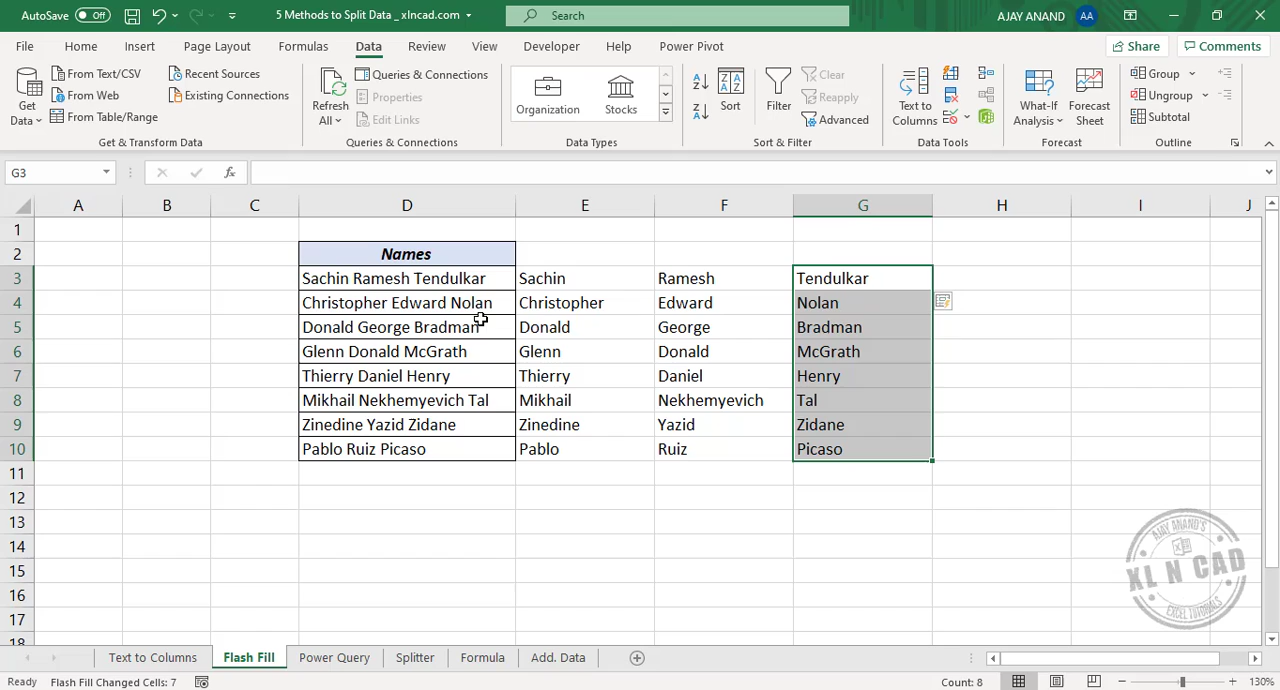 AutoSave Off 5 Methods to Split Data _ xlncad.com Search AJAY ANAND AA
File Home Insert Page Layout Formulas Data Review View Developer Help Power Pivot Share Comments
Get Data
From Text/CSV
From Web
From Table/Range
Recent Sources
Existing Connections
Get & Transform Data
Refresh All
Queries & Connections
Properties
Edit Links
Queries & Connections
Organization Stocks
Data Types
Sort
Filter
Clear
Reapply
Advanced
Sort & Filter
Text to Columns
Data Tools
What-If Analysis
Forecast Sheet
Forecast
Group
Ungroup
Subtotal
Outline
G3 fx
A B C D E F G H I J
1
2 Names
3 Sachin Ramesh Tendulkar Sachin Ramesh Tendulkar
4 Christopher Edward Nolan Christopher Edward Nolan
5 Donald George Bradman Donald George Bradman
6 Glenn Donald McGrath Glenn Donald McGrath
7 Thierry Daniel Henry Thierry Daniel Henry
8 Mikhail Nekhemyevich Tal Mikhail Nekhemyevich Tal
9 Zinedine Yazid Zidane Zinedine Yazid Zidane
10 Pablo Ruiz Picaso Pablo Ruiz Picaso
11
12
13
14
15
16
17
18
AJAY ANAND'S
XL N CAD
EXCEL TUTORIALS
Text to Columns Flash Fill Power Query Splitter Formula Add. Data
Ready Flash Fill Changed Cells: 7 Count: 8 130%